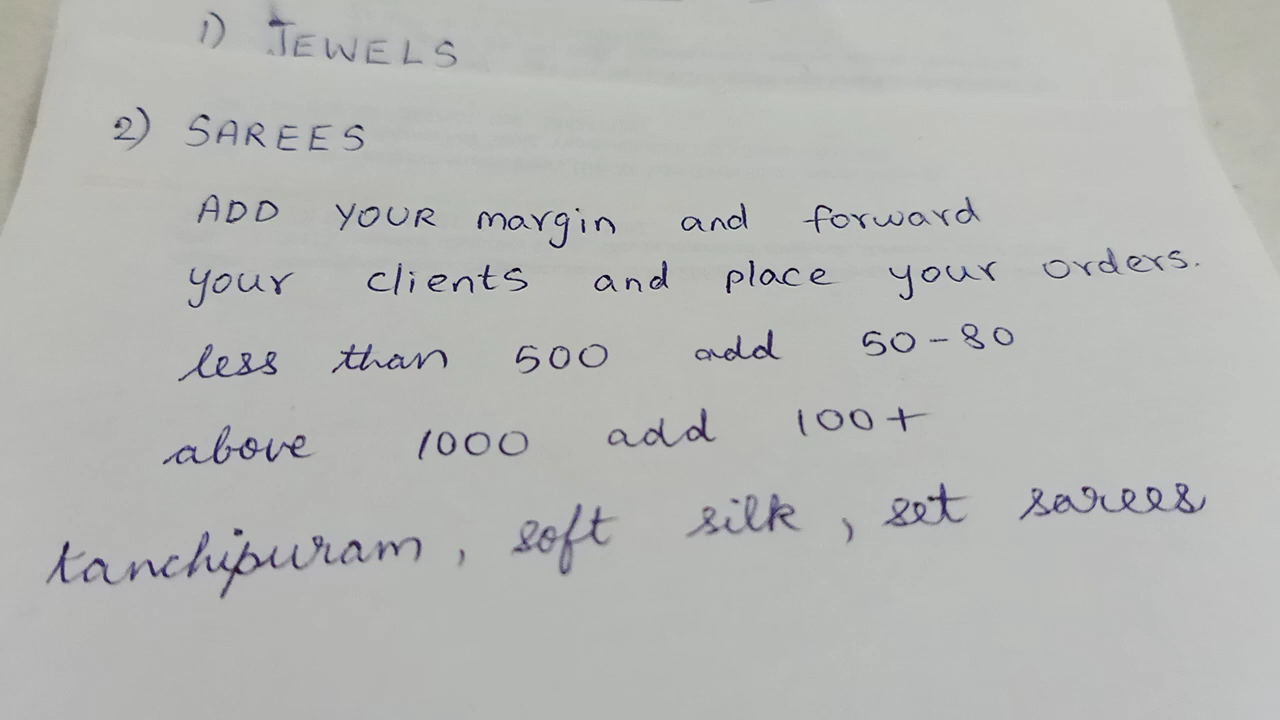 1) JEWELS
2) SAREES
ADD YOUR margin and forward
your clients and place your orders.
less than 500 add 50-80
above 1000 add 100+
kanchipuram, soft silk, set sarees